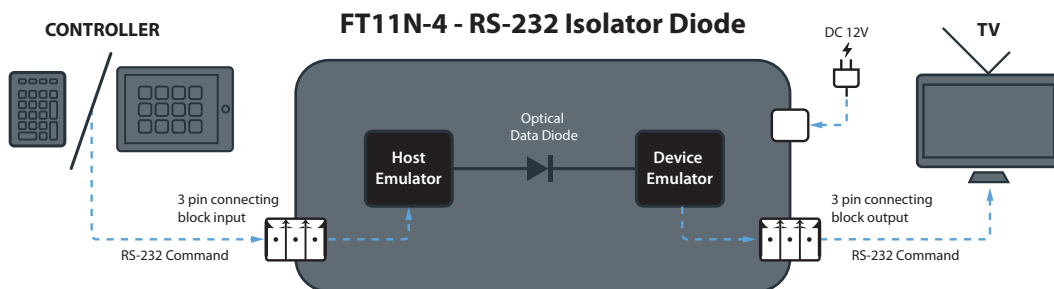 FT11N-4 - RS-232 Isolator Diode
CONTROLLER
DC 12V
TV
Optical
Data Diode
Host
Emulator
Device
Emulator
3 pin connecting
block input
3 pin connecting
block output
RS-232 Command
RS-232 Command